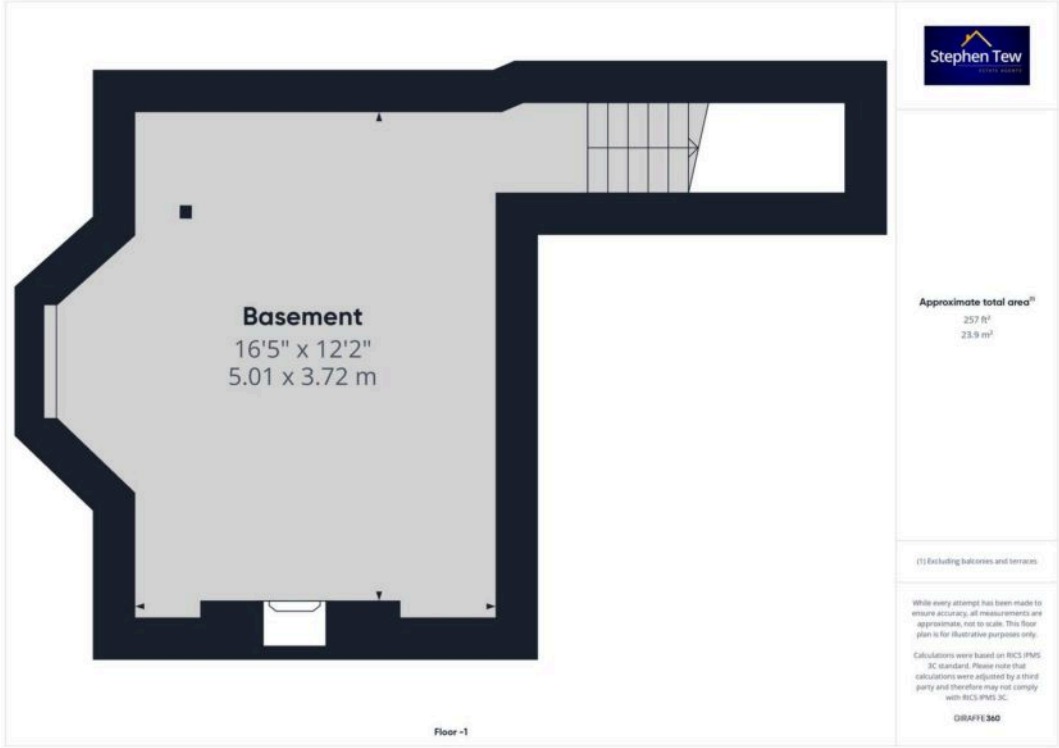 Basement
16'5" x 12'2"
5.01 x 3.72 m
Floor -1
Stephen Tew
ESTATE AGENTS
Approximate total area(1)
257 ft²
23.9 m²
(1) Excluding balconies and terraces
While every attempt has been made to
ensure accuracy, all measurements are
approximate, not to scale. This floor
plan is for illustrative purposes only.
Calculations were based on RICS IPMS
3C standard. Please note that
calculations were adjusted by a third
party and therefore may not comply
with RICS IPMS 3C.
GIRAFFE360